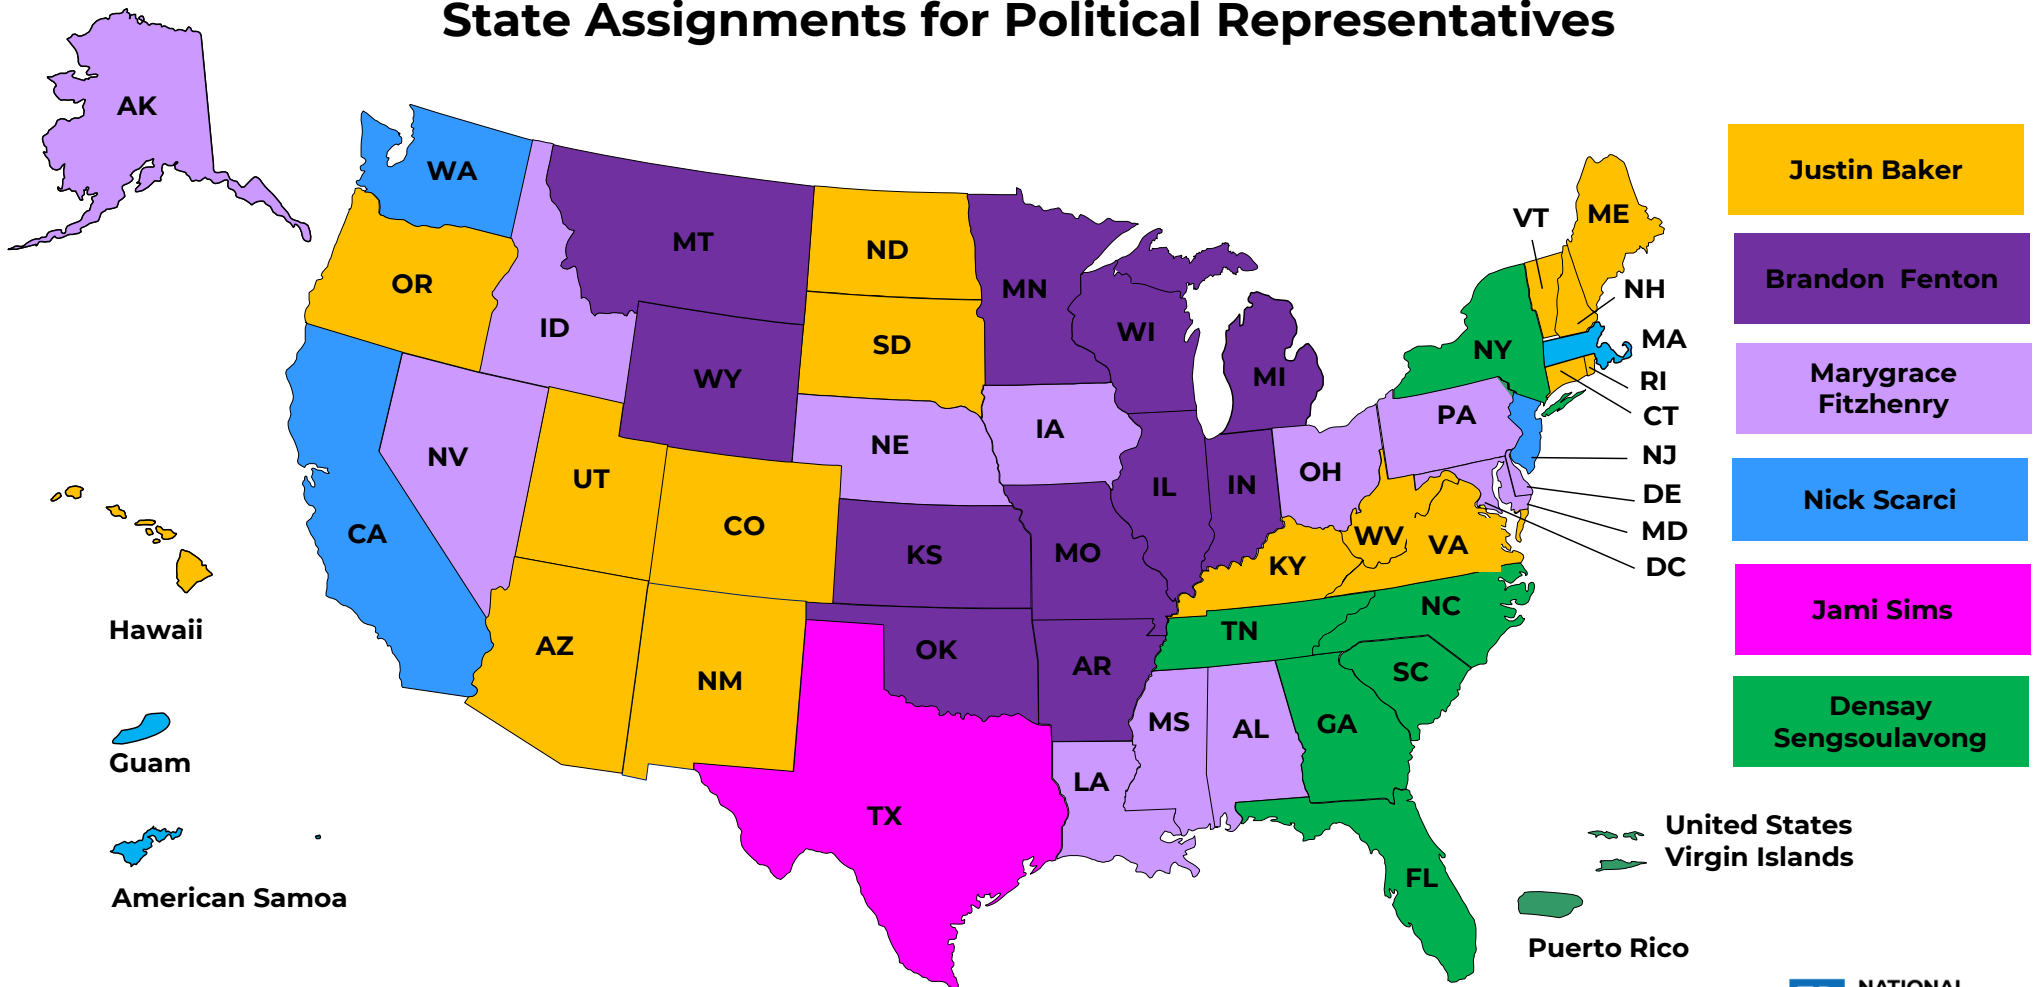 State Assignments for Political Representatives
AK
WA
MT
ND
MN
VT
ME
OR
ID
WY
SD
WI
MI
NY
NH
MA
RI
CT
NJ
DE
MD
DC
NV
UT
CO
NE
IA
IL
IN
OH
PA
CA
KS
MO
KY
WV
VA
AZ
NM
OK
AR
TN
NC
SC
MS
AL
GA
LA
TX
FL
Hawaii
Guam
American Samoa
Justin Baker
Brandon Fenton
Marygrace
Fitzhenry
Nick Scarci
Jami Sims
Densay
Sengsoulavong
United States
Virgin Islands
Puerto Rico
NATIONAL